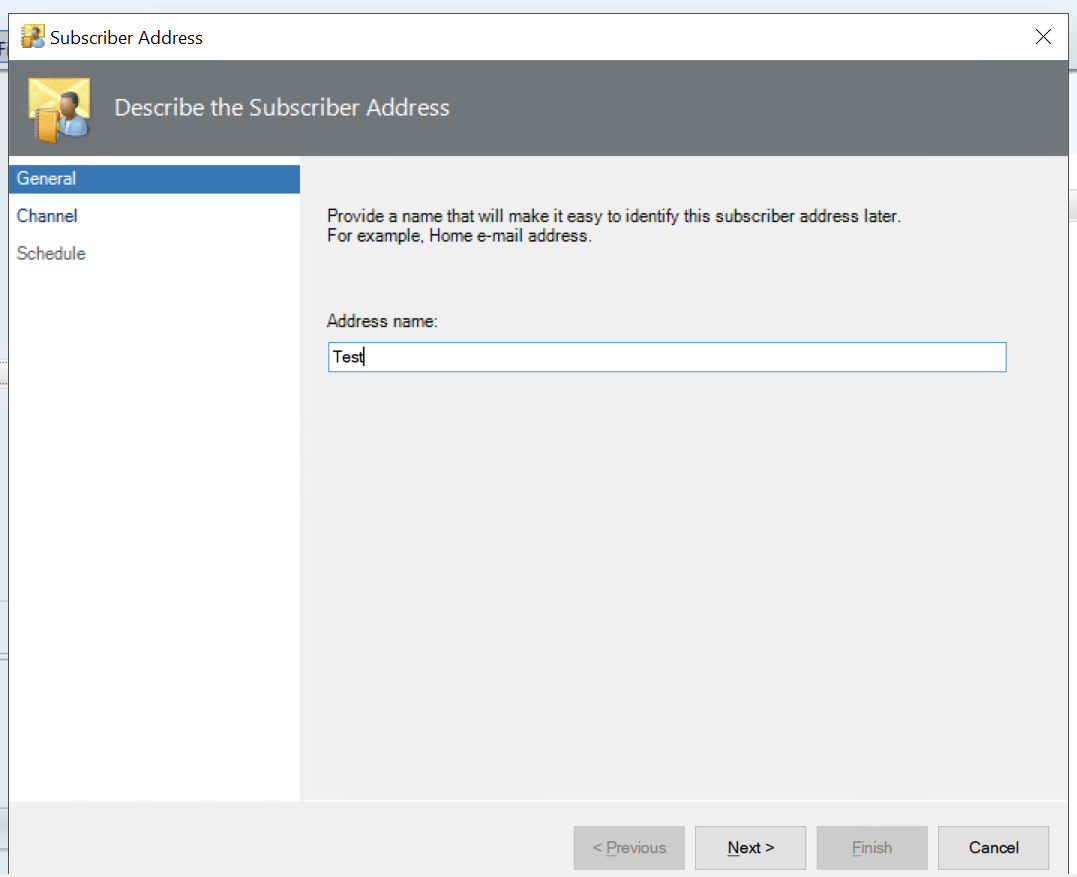 Subscriber Address
Describe the Subscriber Address
General
Channel
Schedule
Provide a name that will make it easy to identify this subscriber address later.
For example, Home e-mail address.
Address name:
Test
< Previous
Next >
Finish
Cancel